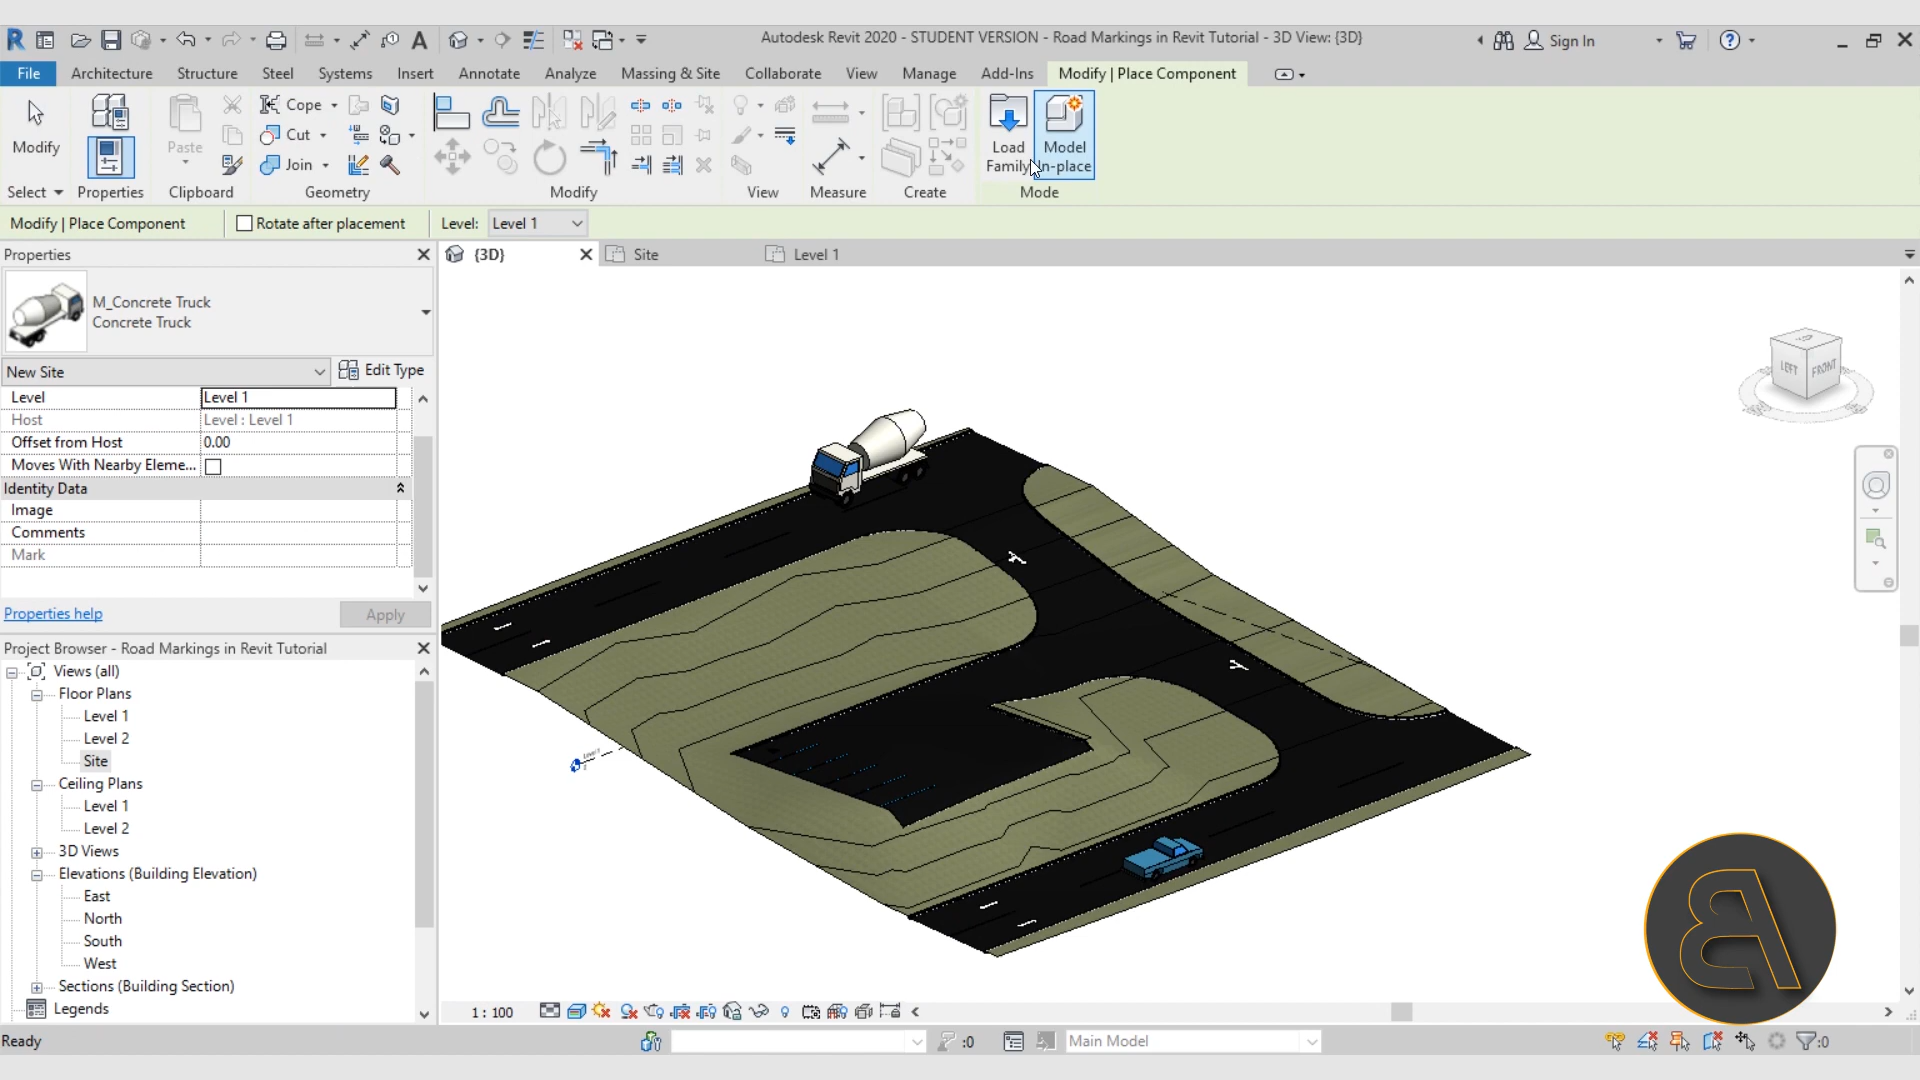 Autodesk Revit 2020 - STUDENT VERSION - Road Markings in Revit Tutorial - 3D View: {3D}
Sign In
File Architecture Structure Steel Systems Insert Annotate Analyze Massing & Site Collaborate View Manage Add-Ins Modify | Place Component
Modify
Paste
Cope
Cut
Join
Load Family
Model In-place
Select Properties Clipboard Geometry Modify View Measure Create Mode
Modify | Place Component Rotate after placement Level: Level 1
Properties
{3D} Site Level 1
M_Concrete Truck
Concrete Truck
New Site Edit Type
Level Level 1
Host Level : Level 1
Offset from Host 0.00
Moves With Nearby Eleme...
Identity Data
Image
Comments
Mark
Properties help Apply
Project Browser - Road Markings in Revit Tutorial
Views (all)
Floor Plans
Level 1
Level 2
Site
Ceiling Plans
Level 1
Level 2
3D Views
Elevations (Building Elevation)
East
North
South
West
Sections (Building Section)
Legends
LEFT FRONT
1 : 100
Ready
:0
Main Model
:0